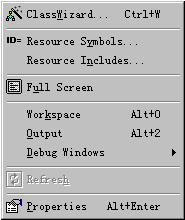 ClassWizard... Ctrl+W
ID= Resource Symbols...
Resource Includes...
Full Screen
Workspace Alt+O
Output Alt+2
Debug Windows
Refresh
Properties Alt+Enter